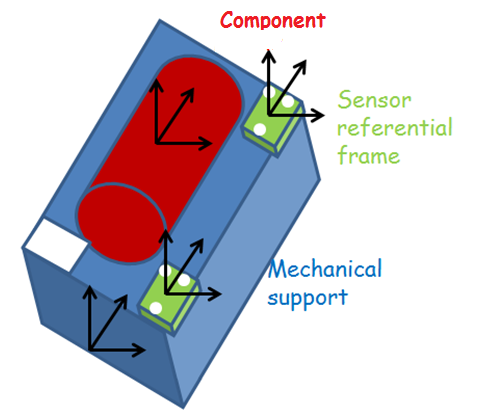 Component
Sensor
referential
frame
Mechanical
support